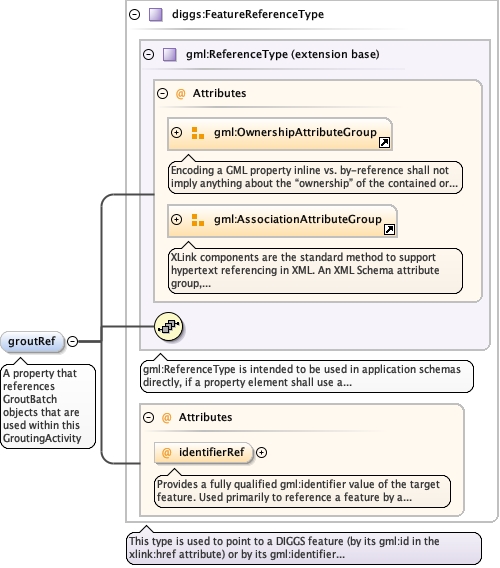 diggs:FeatureReferenceType
gml:ReferenceType (extension base)
@ Attributes
gml:OwnershipAttributeGroup
Encoding a GML property inline vs. by-reference shall not
imply anything about the “ownership” of the contained or...
gml:AssociationAttributeGroup
XLink components are the standard method to support
hypertext referencing in XML. An XML Schema attribute
group,...
groutRef
A property that
references
GroutBatch
objects that are
used within this
GroutingActivity
gml:ReferenceType is intended to be used in application schemas
directly, if a property element shall use a...
@ Attributes
@ identifierRef
Provides a fully qualified gml:identifier value of the target
feature. Used primarily to reference a feature by a...
This type is used to point to a DIGGS feature (by its gml:id in the
xlink:href attribute) or by its gml:identifier...